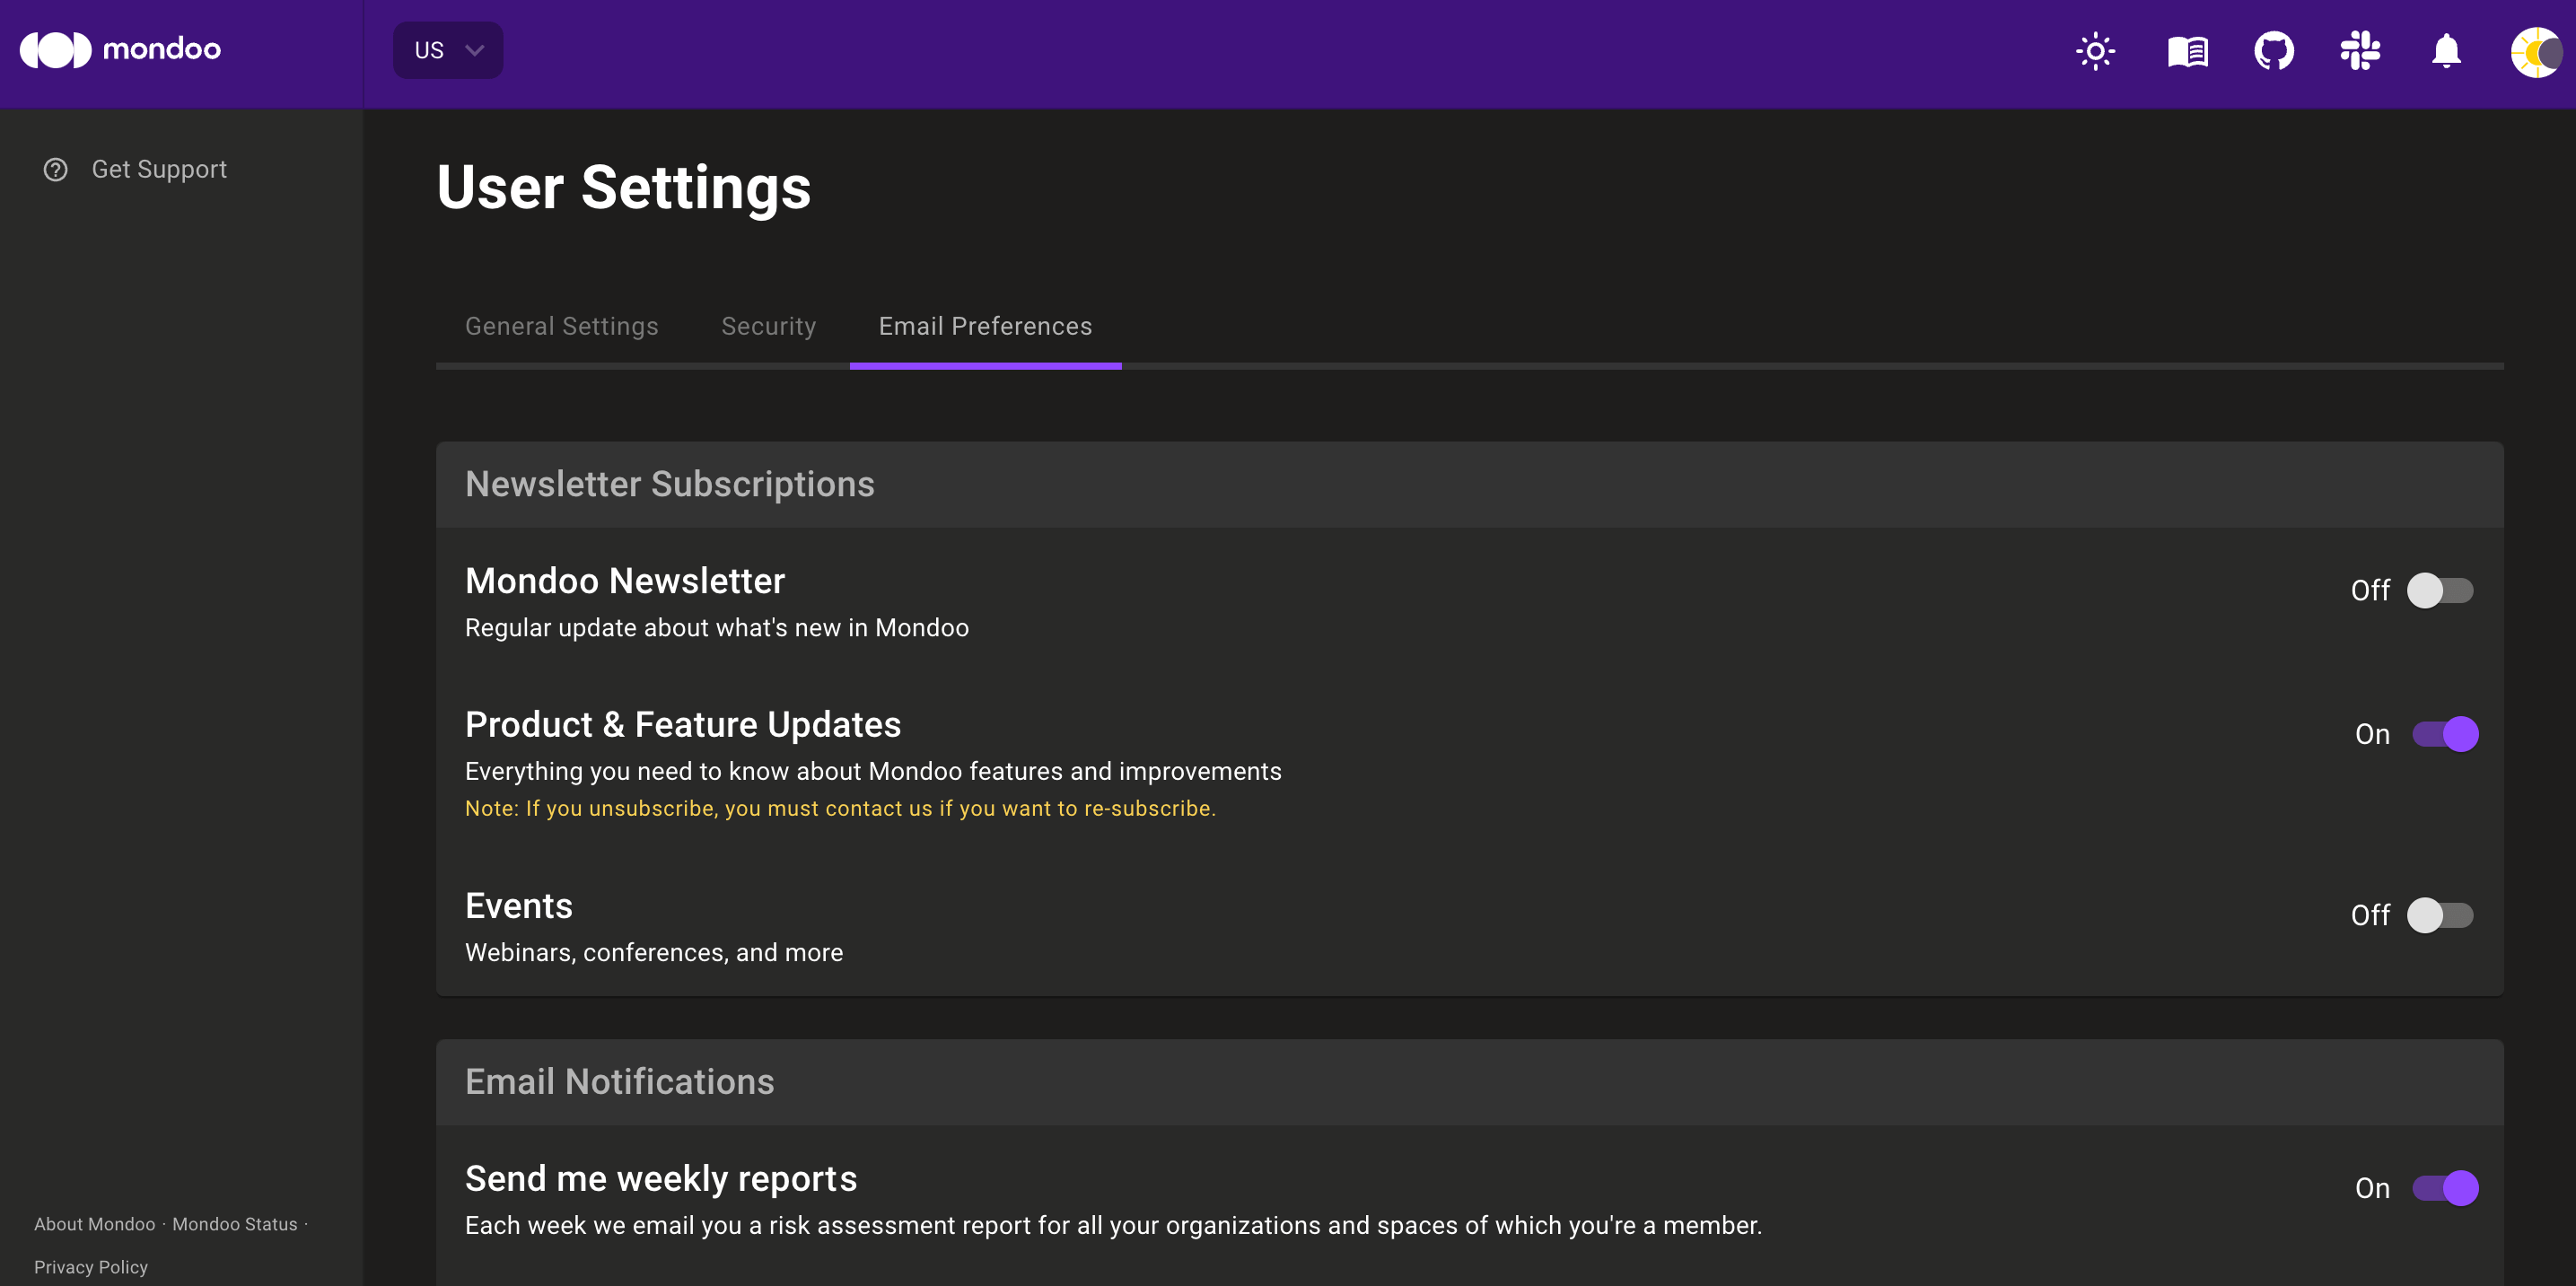 mondoo
US
Get Support
User Settings
General Settings
Security
Email Preferences
Newsletter Subscriptions
Mondoo Newsletter
Off
Regular update about what's new in Mondoo
Product & Feature Updates
On
Everything you need to know about Mondoo features and improvements
Note: If you unsubscribe, you must contact us if you want to re-subscribe.
Events
Off
Webinars, conferences, and more
Email Notifications
Send me weekly reports
On
Each week we email you a risk assessment report for all your organizations and spaces of which you're a member.
About Mondoo · Mondoo Status ·
Privacy Policy